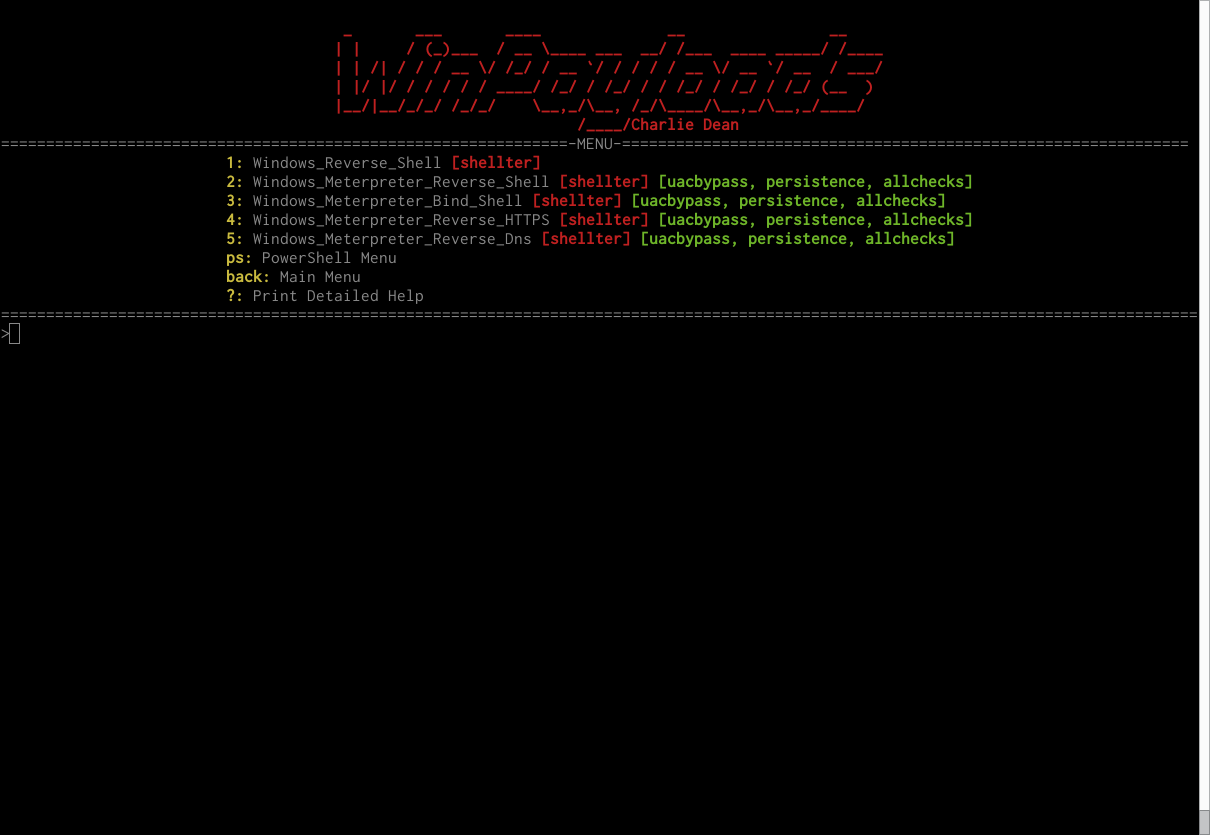 WinPayloads
/____/Charlie Dean
===============================================================-MENU-===============================================================
1: Windows_Reverse_Shell [shellter]
2: Windows_Meterpreter_Reverse_Shell [shellter] [uacbypass, persistence, allchecks]
3: Windows_Meterpreter_Bind_Shell [shellter] [uacbypass, persistence, allchecks]
4: Windows_Meterpreter_Reverse_HTTPS [shellter] [uacbypass, persistence, allchecks]
5: Windows_Meterpreter_Reverse_Dns [shellter] [uacbypass, persistence, allchecks]
ps: PowerShell Menu
back: Main Menu
?: Print Detailed Help
=====================================================================================================================================
>